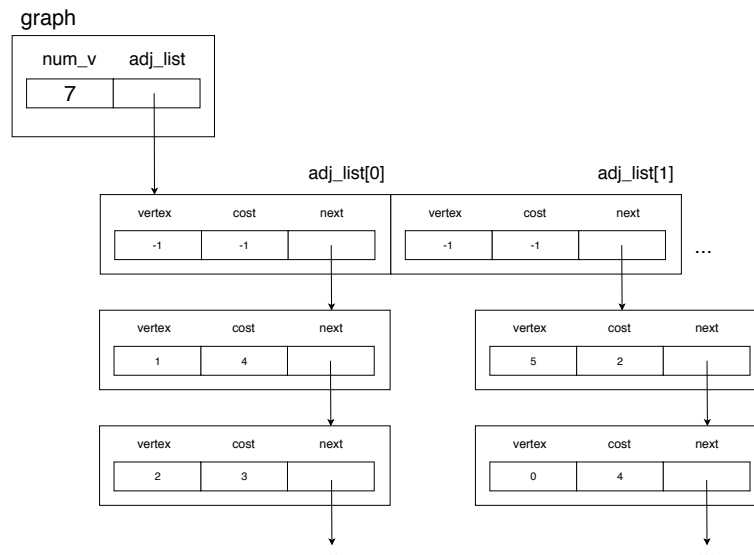 graph
num_v adj_list
7
adj_list[0] adj_list[1]
vertex cost next vertex cost next
-1 -1 -1 -1
...
vertex cost next vertex cost next
1 4 5 2
vertex cost next vertex cost next
2 3 0 4